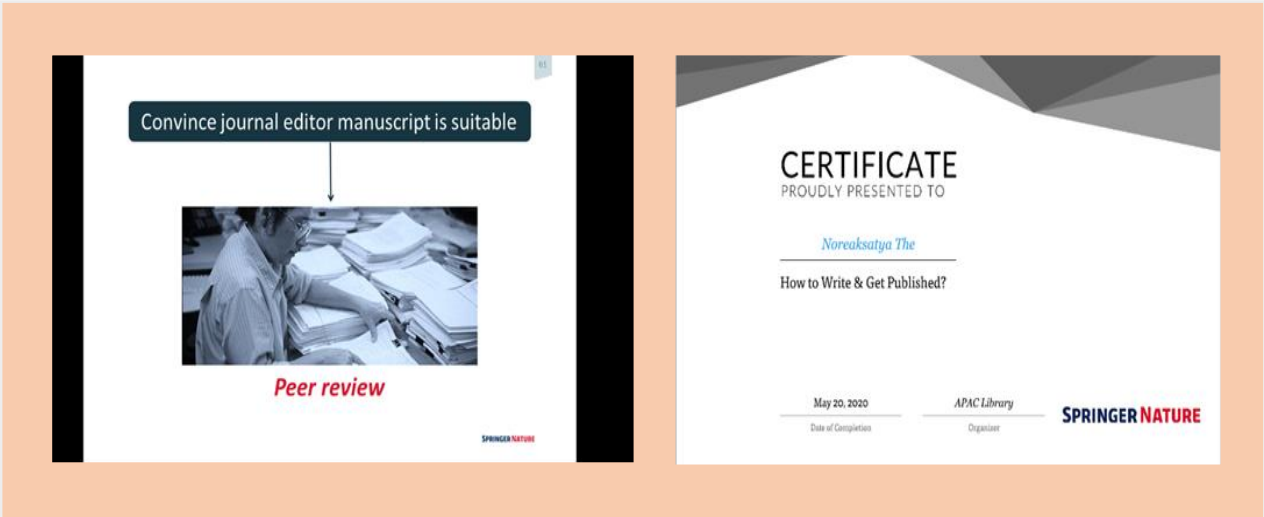 61
Convince journal editor manuscript is suitable
Peer review
SPRINGER NATURE
CERTIFICATE
PROUDLY PRESENTED TO
Noreaksatya The
How to Write & Get Published?
May 20, 2020
Date of Completion
APAC Library
Organizer
SPRINGER NATURE